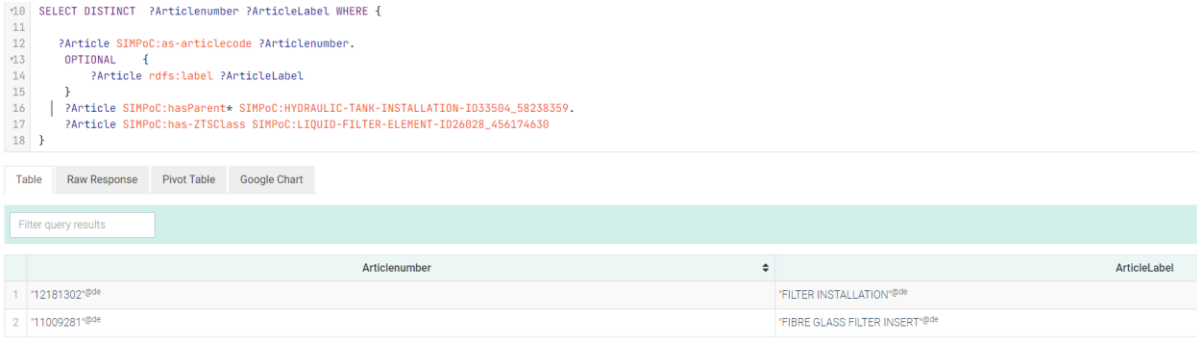 10 SELECT DISTINCT ?Articlenumber ?ArticleLabel WHERE {
11
12 ?Article SIMPoC:as-articlecode ?Articlenumber.
13 OPTIONAL {
14 ?Article rdfs:label ?ArticleLabel
15 }
16 ?Article SIMPoC:hasParent* SIMPoC:HYDRAULIC-TANK-INSTALLATION-ID33504_58238359.
17 ?Article SIMPoC:has-ZTSClass SIMPoC:LIQUID-FILTER-ELEMENT-ID26028_456174630
18 }
Table Raw Response Pivot Table Google Chart
Filter query results
Articlenumber ArticleLabel
1 "12181302"@de "FILTER INSTALLATION"@de
2 "11009281"@de "FIBRE GLASS FILTER INSERT"@de